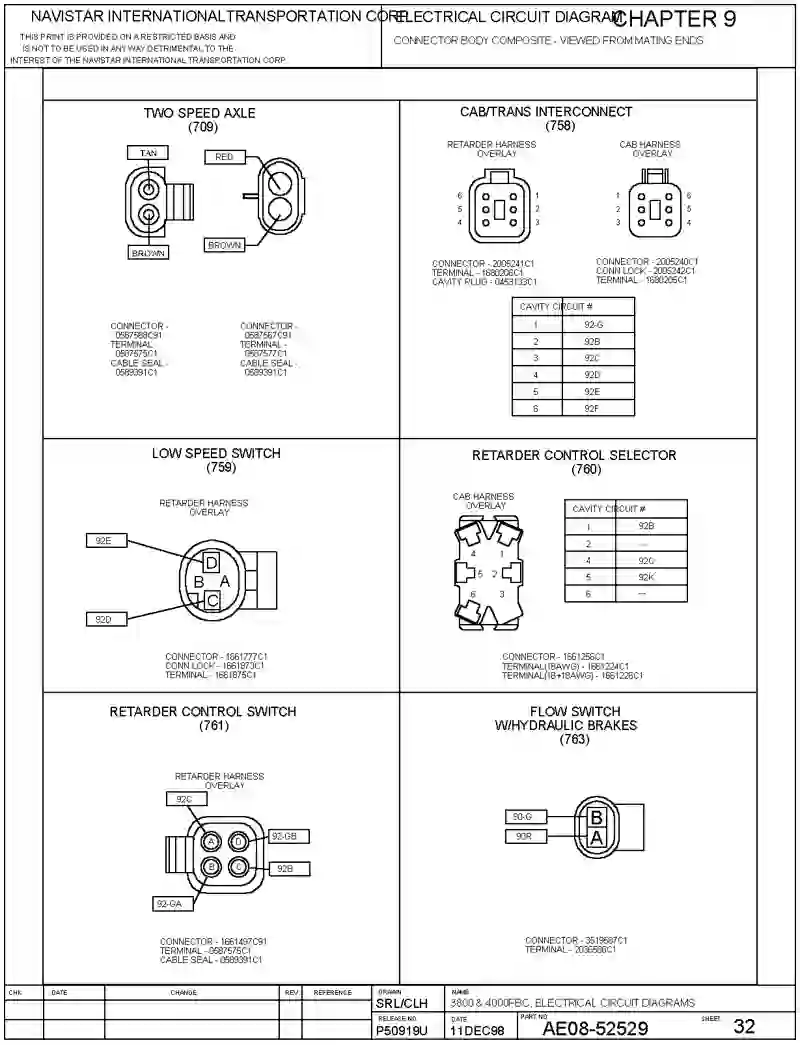 NAVISTAR INTERNATIONAL TRANSPORTATION CORP.
THIS PRINT IS PROVIDED ON A RESTRICTED BASIS AND
IS NOT TO BE USED IN ANY WAY DETRIMENTAL TO THE
INTEREST OF THE NAVISTAR INTERNATIONAL TRANSPORTATION CORP
ELECTRICAL CIRCUIT DIAGRAM
CHAPTER 9
CONNECTOR BODY COMPOSITE - VIEWED FROM MATING ENDS
TWO SPEED AXLE
(709)
TAN
RED
BROWN
BROWN
CONNECTOR -
0587568C91
TERMINAL
0587575C1
CABLE SEAL -
0589391C1
CONNECTOR -
0587567C91
TERMINAL -
0587577C1
CABLE SEAL -
0589391C1
CAB/TRANS INTERCONNECT
(758)
RETARDER HARNESS
OVERLAY
CAB HARNESS
OVERLAY
6 1
5 2
4 3
1 6
2 5
3 4
CONNECTOR - 2005241C1
TERMINAL - 1680206C1
CAVITY PLUG - 0453133C1
CONNECTOR - 2005240C1
CONN LOCK - 2005242C1
TERMINAL - 1680205C1
CAVITY CIRCUIT #
1 92-G
2 92B
3 92C
4 92D
5 92E
6 92F
LOW SPEED SWITCH
(759)
RETARDER HARNESS
OVERLAY
92E
D
B A
C
92D
CONNECTOR - 1661777C1
CONN LOCK - 1661873C1
TERMINAL - 1661875C1
RETARDER CONTROL SELECTOR
(760)
CAB HARNESS
OVERLAY
4 1
5 2
6 3
CAVITY CIRCUIT #
1 92B
2 ---
4 92C
5 92K
6 ---
CONNECTOR - 1661256C1
TERMINAL(18AWG) - 1661224C1
TERMINAL(18+18AWG) - 1661226C1
RETARDER CONTROL SWITCH
(761)
RETARDER HARNESS
OVERLAY
92C
A D
92-GB
B C
92B
92-GA
CONNECTOR - 1661497C91
TERMINAL - 0587575C1
CABLE SEAL - 0589391C1
FLOW SWITCH
W/HYDRAULIC BRAKES
(763)
90-G
B
90R
A
CONNECTOR - 3519687C1
TERMINAL - 2036586C1
CHK
DATE
CHANGE
REV
REFERENCE
DRAWN
SRL/CLH
NAME
3800 & 4000FBC, ELECTRICAL CIRCUIT DIAGRAMS
RELEASE NO.
P50919U
DATE
11DEC98
PART NO
AE08-52529
SHEET
32